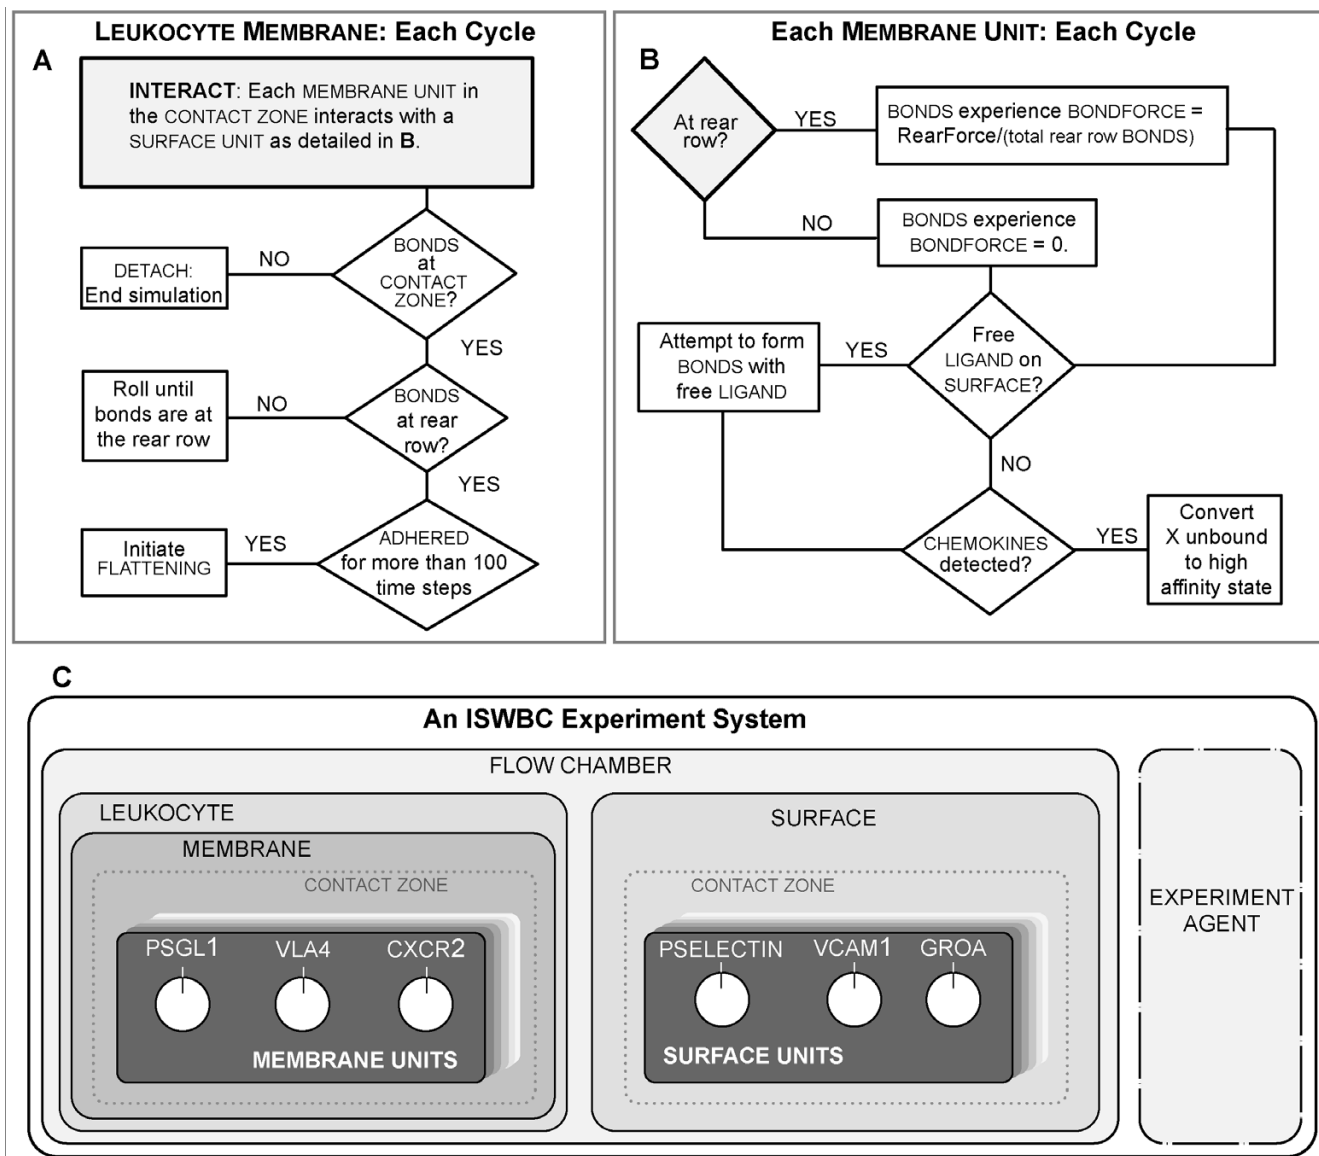 LEUKOCYTE MEMBRANE: Each Cycle
A
INTERACT: Each MEMBRANE UNIT in
the CONTACT ZONE interacts with a
SURFACE UNIT as detailed in B.
BONDS
at
CONTACT
ZONE?
NO
DETACH:
End simulation
YES
BONDS
at rear
row?
NO
Roll until
bonds are at
the rear row
YES
ADHERED
for more than 100
time steps
YES
Initiate
FLATTENING
Each MEMBRANE UNIT: Each Cycle
B
At rear
row?
YES
BONDS experience BONDFORCE =
RearForce/(total rear row BONDS)
NO
BONDS experience
BONDFORCE = 0.
Free
LIGAND on
SURFACE?
YES
Attempt to form
BONDS with
free LIGAND
NO
CHEMOKINES
detected?
YES
Convert
X unbound
to high
affinity state
C
An ISWBC Experiment System
FLOW CHAMBER
LEUKOCYTE
MEMBRANE
CONTACT ZONE
PSGL1 VLA4 CXCR2
MEMBRANE UNITS
SURFACE
CONTACT ZONE
PSELECTIN VCAM1 GROA
SURFACE UNITS
EXPERIMENT
AGENT